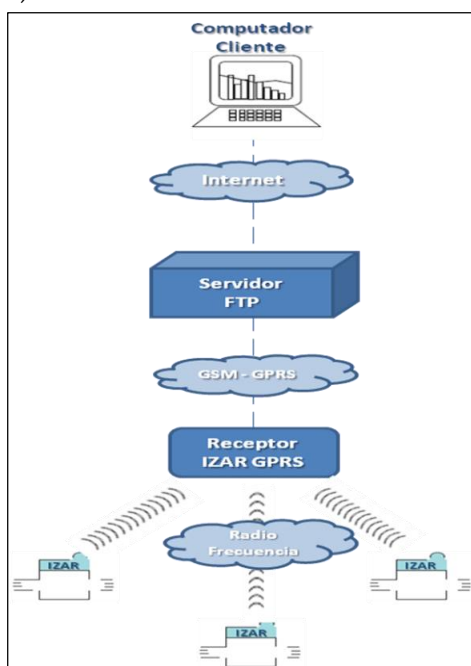 Computador
Cliente
Internet
Servidor
FTP
GSM - GPRS
Receptor
IZAR GPRS
Radio
Frecuencia
IZAR
IZAR
IZAR